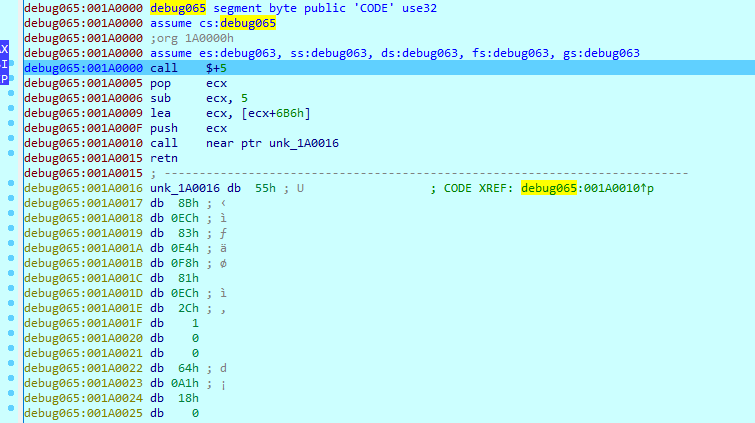 debug065:001A0000 debug065 segment byte public 'CODE' use32
debug065:001A0000 assume cs:debug065
debug065:001A0000 ;org 1A0000h
debug065:001A0000 assume es:debug063, ss:debug063, ds:debug063, fs:debug063, gs:debug063
debug065:001A0000 call    $+5
debug065:001A0005 pop     ecx
debug065:001A0006 sub     ecx, 5
debug065:001A0009 lea     ecx, [ecx+6B6h]
debug065:001A000F push    ecx
debug065:001A0010 call    near ptr unk_1A0016
debug065:001A0015 retn
debug065:001A0015 ; ---------------------------------------------------------------------------
debug065:001A0016 unk_1A0016 db  55h ; U                  ; CODE XREF: debug065:001A0010↑p
debug065:001A0017 db  8Bh ; ‹
debug065:001A0018 db 0ECh ; ì
debug065:001A0019 db  83h ; ƒ
debug065:001A001A db 0E4h ; ä
debug065:001A001B db 0F8h ; ø
debug065:001A001C db  81h
debug065:001A001D db 0ECh ; ì
debug065:001A001E db  2Ch ; ,
debug065:001A001F db    1
debug065:001A0020 db    0
debug065:001A0021 db    0
debug065:001A0022 db  64h ; d
debug065:001A0023 db 0A1h ; ¡
debug065:001A0024 db  18h
debug065:001A0025 db    0